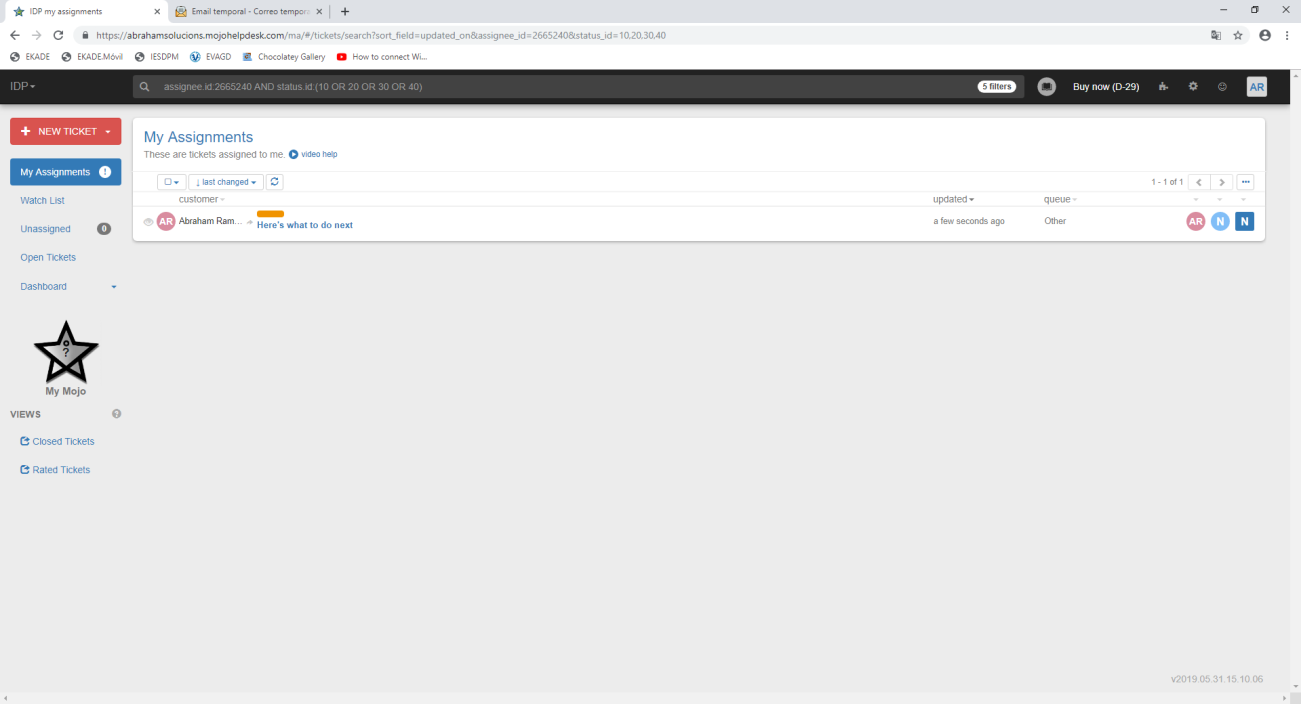 IDP my assignments
Email temporal - Correo tempor
https://abrahamsolucions.mojohelpdesk.com/ma/#/tickets/search?sort_field=updated_on&assignee_id=2665240&status_id=10,20,30,40
EKADE EKADE.Móvil IESDPM EVAGD Chocolatey Gallery How to connect Wi...
IDP
assignee.id:2665240 AND status.id:(10 OR 20 OR 30 OR 40)
5 filters
Buy now (D-29)
AR
NEW TICKET
My Assignments
These are tickets assigned to me. video help
My Assignments !
↓ last changed
1 - 1 of 1
customer updated queue
Watch List
AR Abraham Ram... Here's what to do next a few seconds ago Other AR N N
Unassigned 0
Open Tickets
Dashboard
?
My Mojo
VIEWS ?
Closed Tickets
Rated Tickets
v2019.05.31.15.10.06